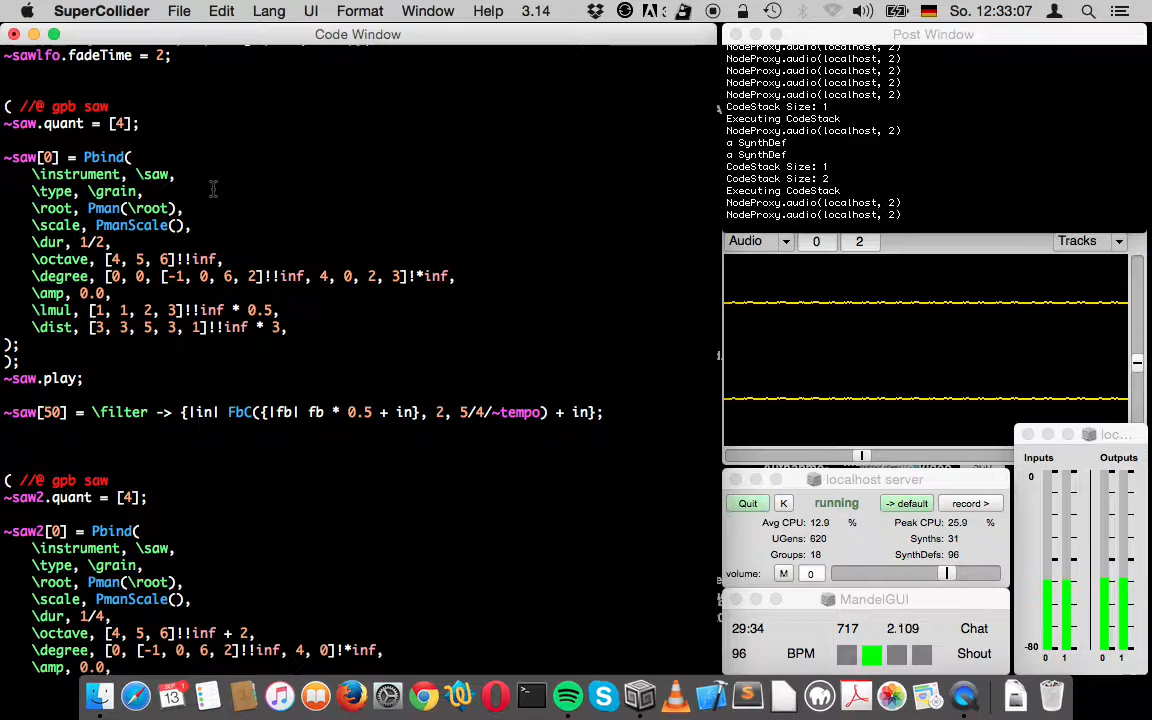 SuperCollider File Edit Lang UI Format Window Help 3.14 So. 12:33:07
Code Window
~sawlfo.fadeTime = 2;
( //@ gpb saw
~saw.quant = [4];
~saw[0] = Pbind(
\instrument, \saw,
\type, \grain,
\root, Pman(\root),
\scale, PmanScale(),
\dur, 1/2,
\octave, [4, 5, 6]!!inf,
\degree, [0, 0, [-1, 0, 6, 2]!!inf, 4, 0, 2, 3]!*inf,
\amp, 0.0,
\lmul, [1, 1, 2, 3]!!inf * 0.5,
\dist, [3, 3, 5, 3, 1]!!inf * 3,
);
);
~saw.play;
~saw[50] = \filter -> {|in| FbC({|fb| fb * 0.5 + in}, 2, 5/4/~tempo) + in};
( //@ gpb saw
~saw2.quant = [4];
~saw2[0] = Pbind(
\instrument, \saw,
\type, \grain,
\root, Pman(\root),
\scale, PmanScale(),
\dur, 1/4,
\octave, [4, 5, 6]!!inf + 2,
\degree, [0, [-1, 0, 6, 2]!!inf, 4, 0]!*inf,
\amp, 0.0,
Post Window
NodeProxy.audio(localhost, 2)
NodeProxy.audio(localhost, 2)
NodeProxy.audio(localhost, 2)
NodeProxy.audio(localhost, 2)
NodeProxy.audio(localhost, 2)
CodeStack Size: 1
Executing CodeStack
NodeProxy.audio(localhost, 2)
a SynthDef
a SynthDef
CodeStack Size: 1
CodeStack Size: 2
Executing CodeStack
NodeProxy.audio(localhost, 2)
NodeProxy.audio(localhost, 2)
Audio 0 2 Tracks
loc...
Inputs Outputs
0
-80
0 1 0 1
localhost server
Quit K running -> default record >
Avg CPU: 12.9 % Peak CPU: 25.9 %
UGens: 620 Synths: 31
Groups: 18 SynthDefs: 96
volume: M 0
MandelGUI
29:34 717 2.109 Chat
96 BPM Shout
SEP
13